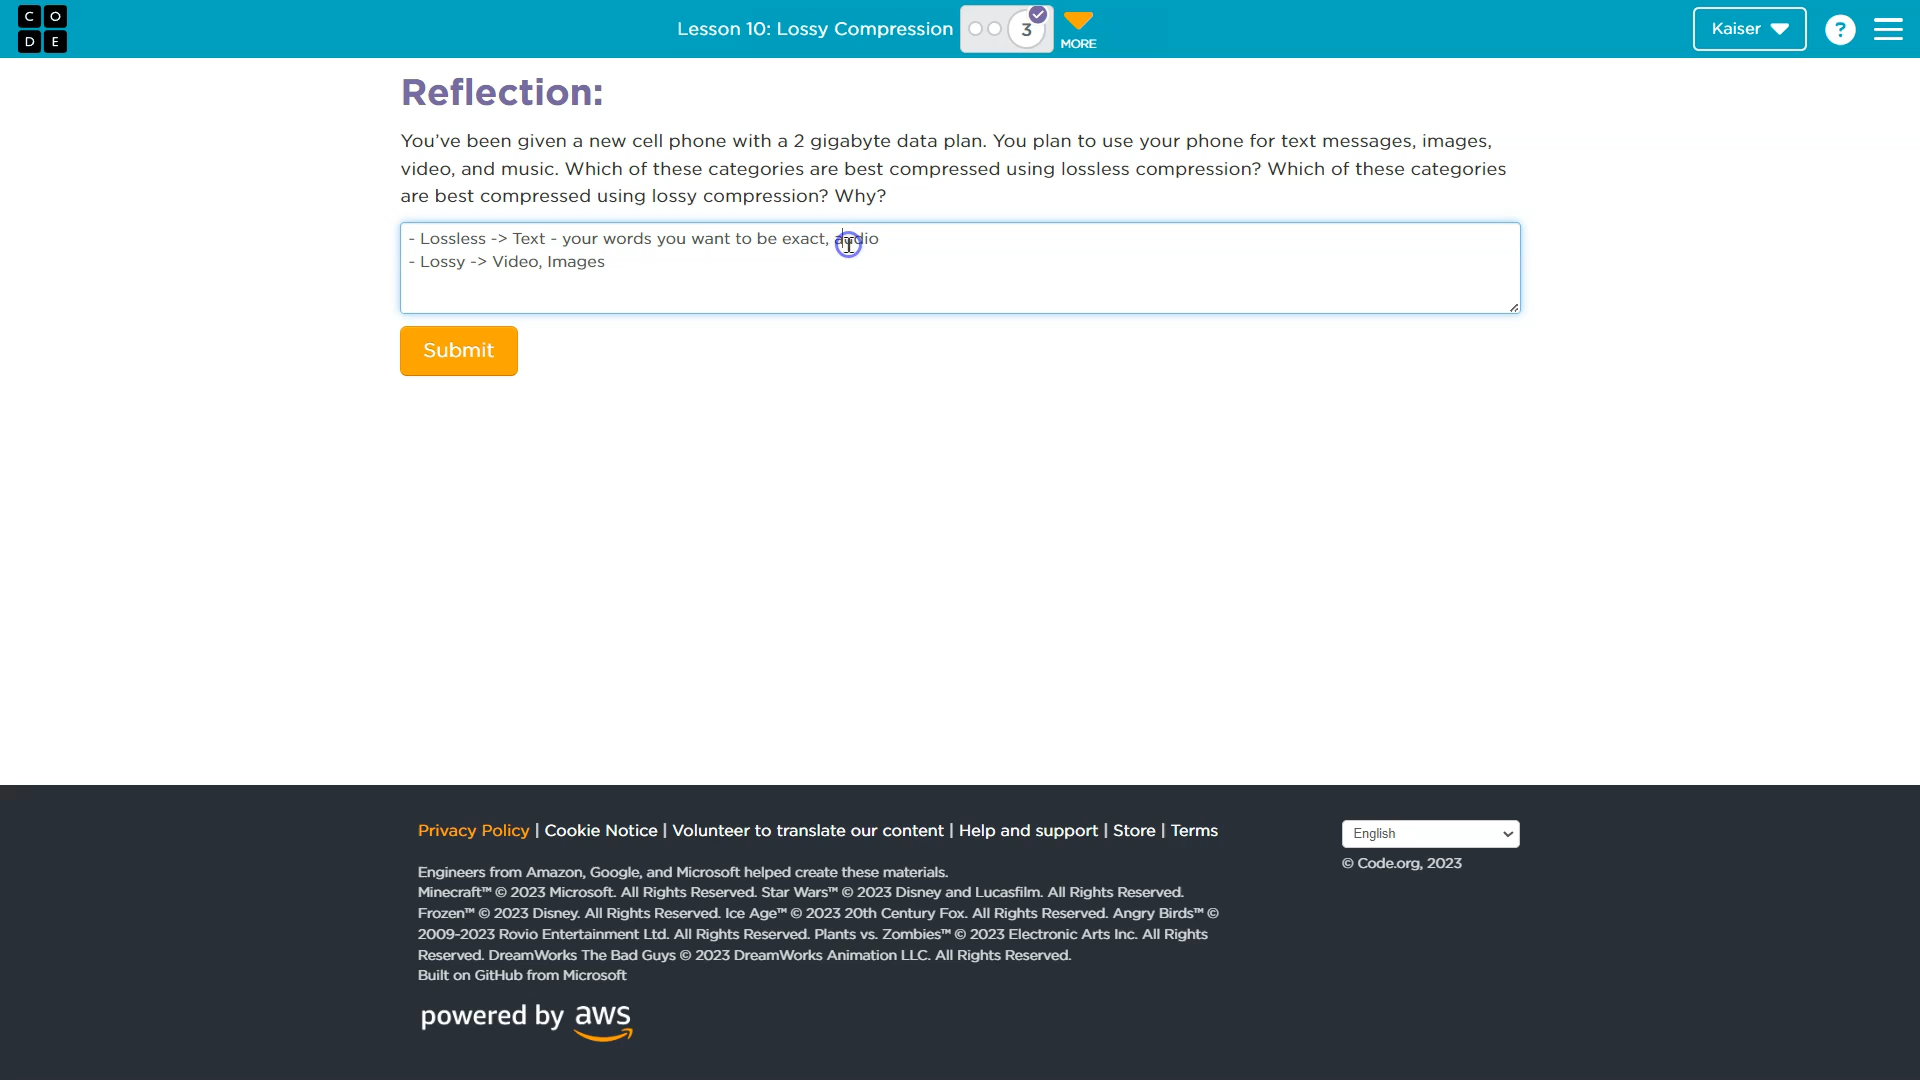 C O
D E
Lesson 10: Lossy Compression
3
MORE
Kaiser
?
Reflection:
You've been given a new cell phone with a 2 gigabyte data plan. You plan to use your phone for text messages, images,
video, and music. Which of these categories are best compressed using lossless compression? Which of these categories
are best compressed using lossy compression? Why?
- Lossless -> Text - your words you want to be exact, audio
- Lossy -> Video, Images
Submit
Privacy Policy | Cookie Notice | Volunteer to translate our content | Help and support | Store | Terms
English
© Code.org, 2023
Engineers from Amazon, Google, and Microsoft helped create these materials.
Minecraft™ © 2023 Microsoft. All Rights Reserved. Star Wars™ © 2023 Disney and Lucasfilm. All Rights Reserved.
Frozen™ © 2023 Disney. All Rights Reserved. Ice Age™ © 2023 20th Century Fox. All Rights Reserved. Angry Birds™ ©
2009-2023 Rovio Entertainment Ltd. All Rights Reserved. Plants vs. Zombies™ © 2023 Electronic Arts Inc. All Rights
Reserved. DreamWorks The Bad Guys © 2023 DreamWorks Animation LLC. All Rights Reserved.
Built on GitHub from Microsoft
powered by aws